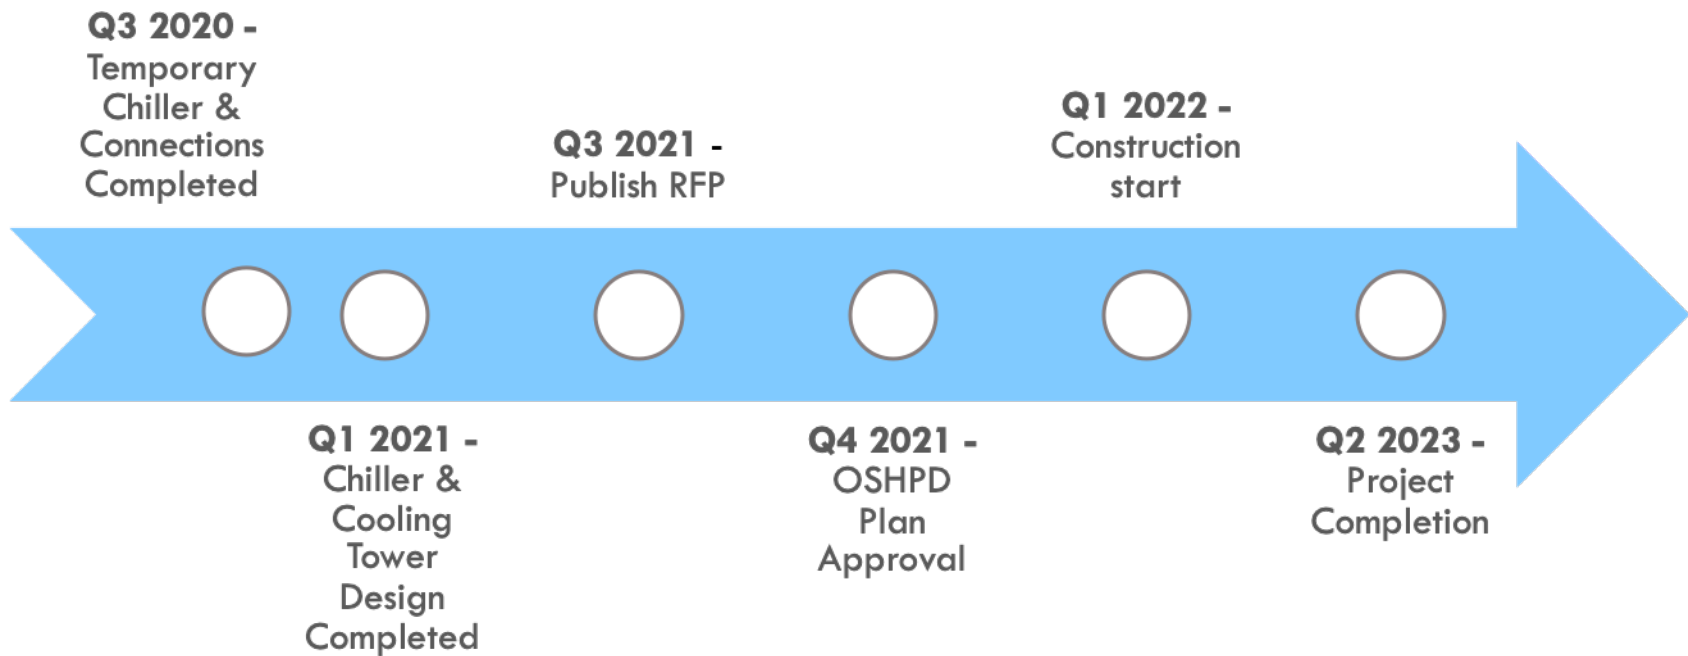 Q3 2020 -
Temporary
Chiller &
Connections
Completed
Q1 2021 -
Chiller &
Cooling
Tower
Design
Completed
Q3 2021 -
Publish RFP
Q4 2021 -
OSHPD
Plan
Approval
Q1 2022 -
Construction
start
Q2 2023 -
Project
Completion